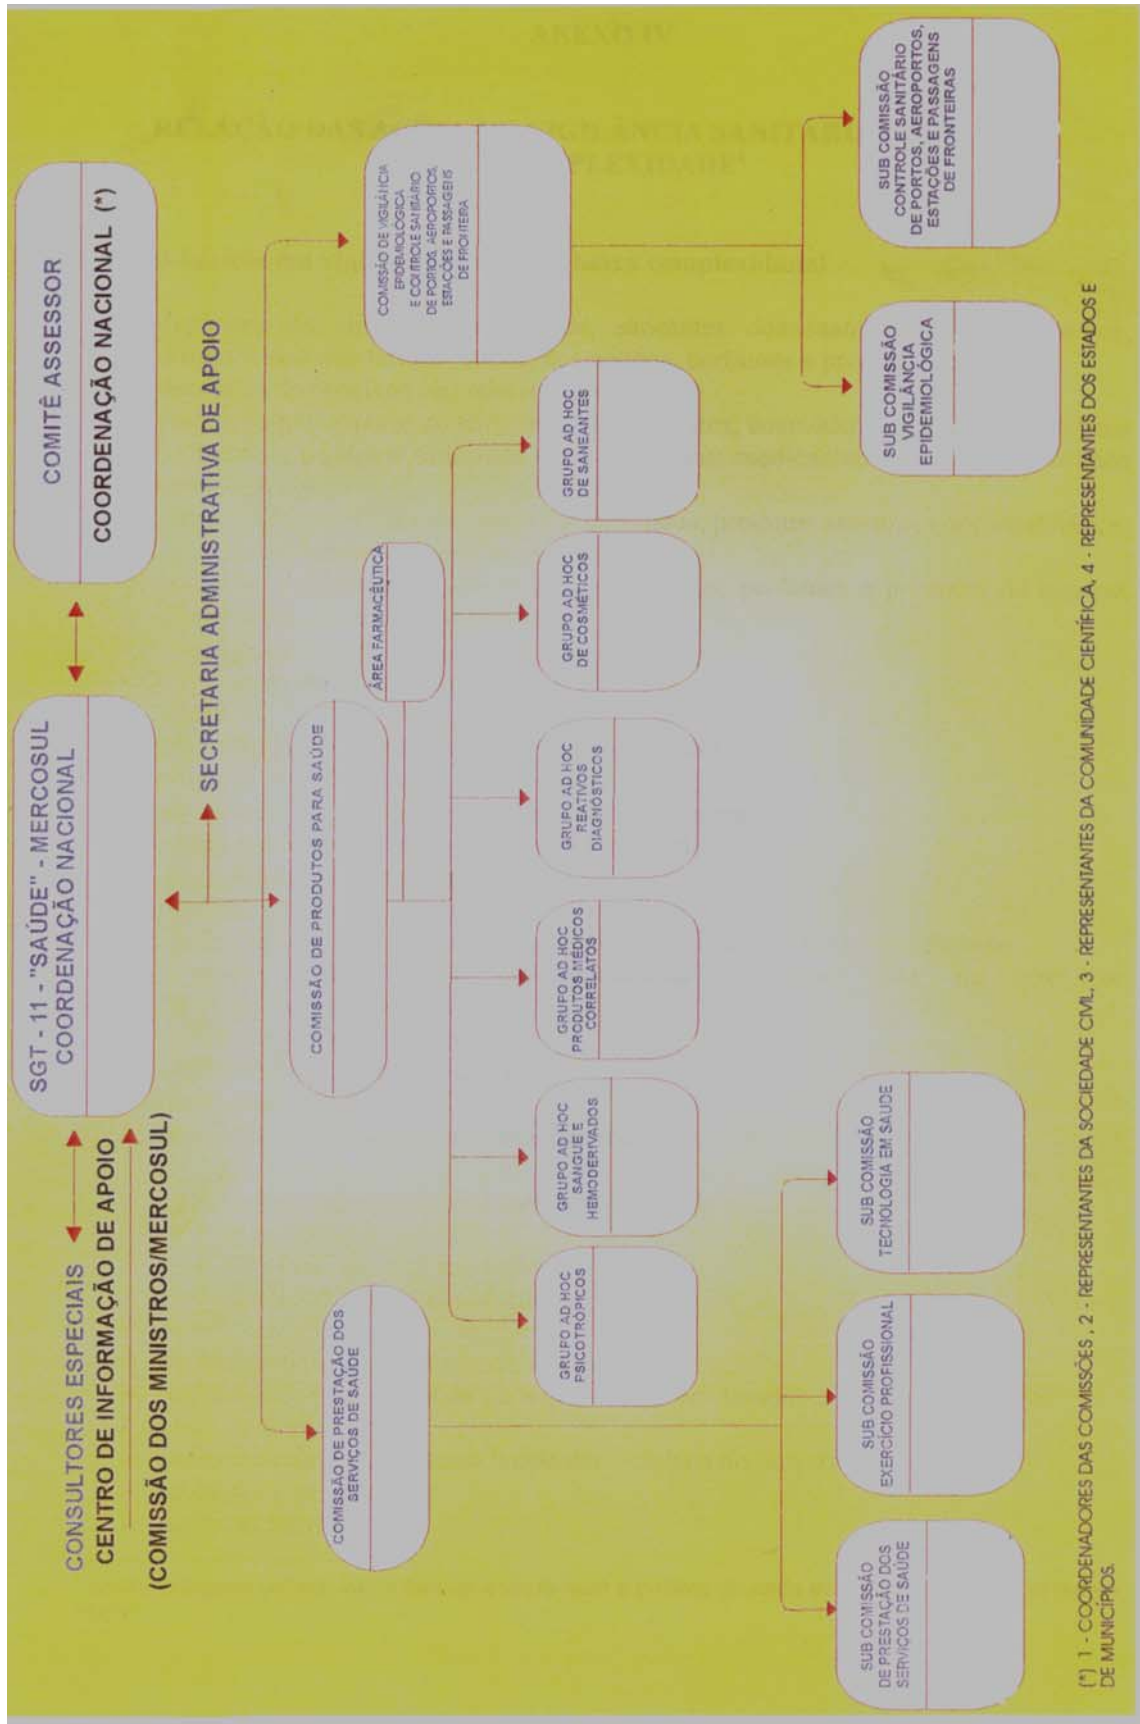 SGT - 11 - "SAÚDE" - MERCOSUL
COORDENAÇÃO NACIONAL
COMITÊ ASSESSOR
COORDENAÇÃO NACIONAL (*)
CONSULTORES ESPECIAIS
CENTRO DE INFORMAÇÃO DE APOIO
(COMISSÃO DOS MINISTROS/MERCOSUL)
SECRETARIA ADMINISTRATIVA DE APOIO
COMISSÃO DE PRESTAÇÃO DOS
SERVIÇOS DE SAÚDE
COMISSÃO DE PRODUTOS PARA SAÚDE
ÁREA FARMACÊUTICA
COMISSÃO DE VIGILÂNCIA
EPIDEMIOLÓGICA
E CONTROLE SANITÁRIO
DE PORTOS, AEROPORTOS,
ESTAÇÕES E PASSAGENS
DE FRONTEIRA
GRUPO AD HOC
PSICOTRÓPICOS
GRUPO AD HOC
SANGUE E
HEMODERIVADOS
GRUPO AD HOC
PRODUTOS MÉDICOS
CORRELATOS
GRUPO AD HOC
REATIVOS
DIAGNÓSTICOS
GRUPO AD HOC
DE COSMÉTICOS
GRUPO AD HOC
DE SANEANTES
SUB COMISSÃO
DE PRESTAÇÃO DOS
SERVIÇOS DE SAÚDE
SUB COMISSÃO
EXERCÍCIO PROFISSIONAL
SUB COMISSÃO
TECNOLOGIA EM SAUDE
SUB COMISSÃO
VIGILÂNCIA
EPIDEMIOLÓGICA
SUB COMISSÃO
CONTROLE SANITÁRIO
DE PORTOS, AEROPORTOS,
ESTAÇÕES E PASSAGENS
DE FRONTEIRAS
(*) 1 - COORDENADORES DAS COMISSÕES , 2 - REPRESENTANTES DA SOCIEDADE CIVIL, 3 - REPRESENTANTES DA COMUNIDADE CIENTÍFICA, 4 - REPRESENTANTES DOS ESTADOS E
DE MUNICÍPIOS.